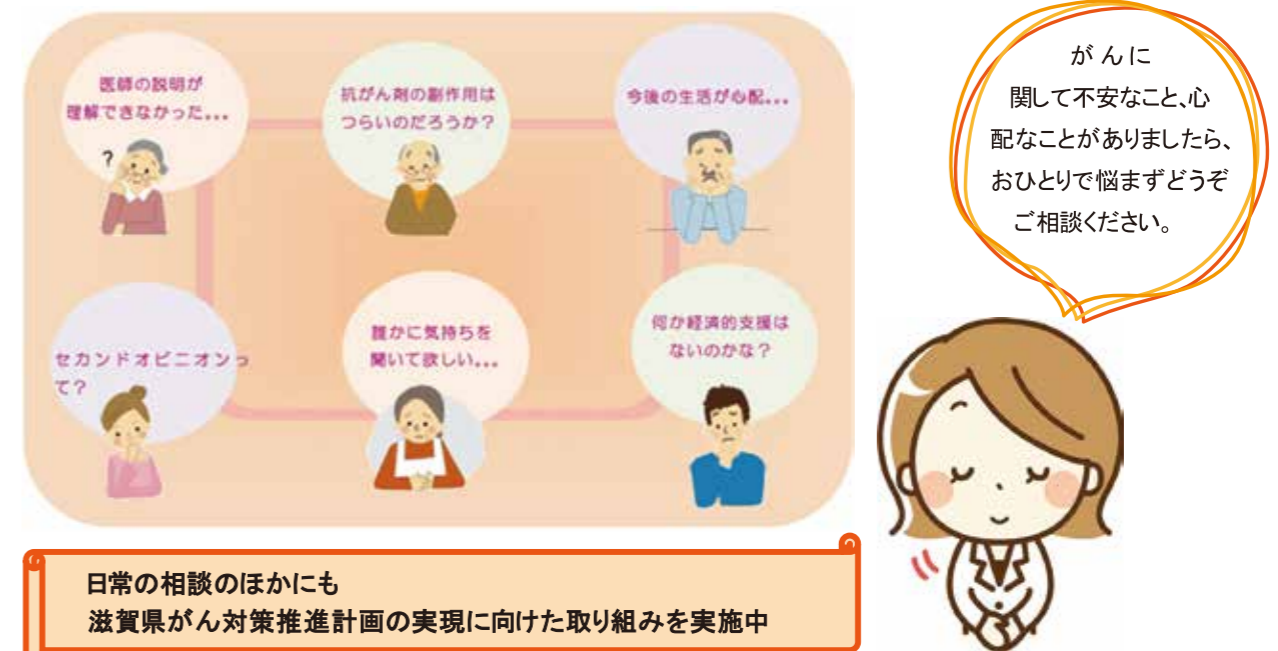 医師の説明が
理解できなかった...
抗がん剤の副作用は
つらいのだろうか？
今後の生活が心配...
?
セカンドオピニオンっ
て？
誰かに気持ちを
聞いて欲しい...
何か経済的支援は
ないのかな？
がんに
関して不安なこと、心
配なことがありましたら、
おひとりで悩まずどうぞ
ご相談ください。
日常の相談のほかにも
滋賀県がん対策推進計画の実現に向けた取り組みを実施中